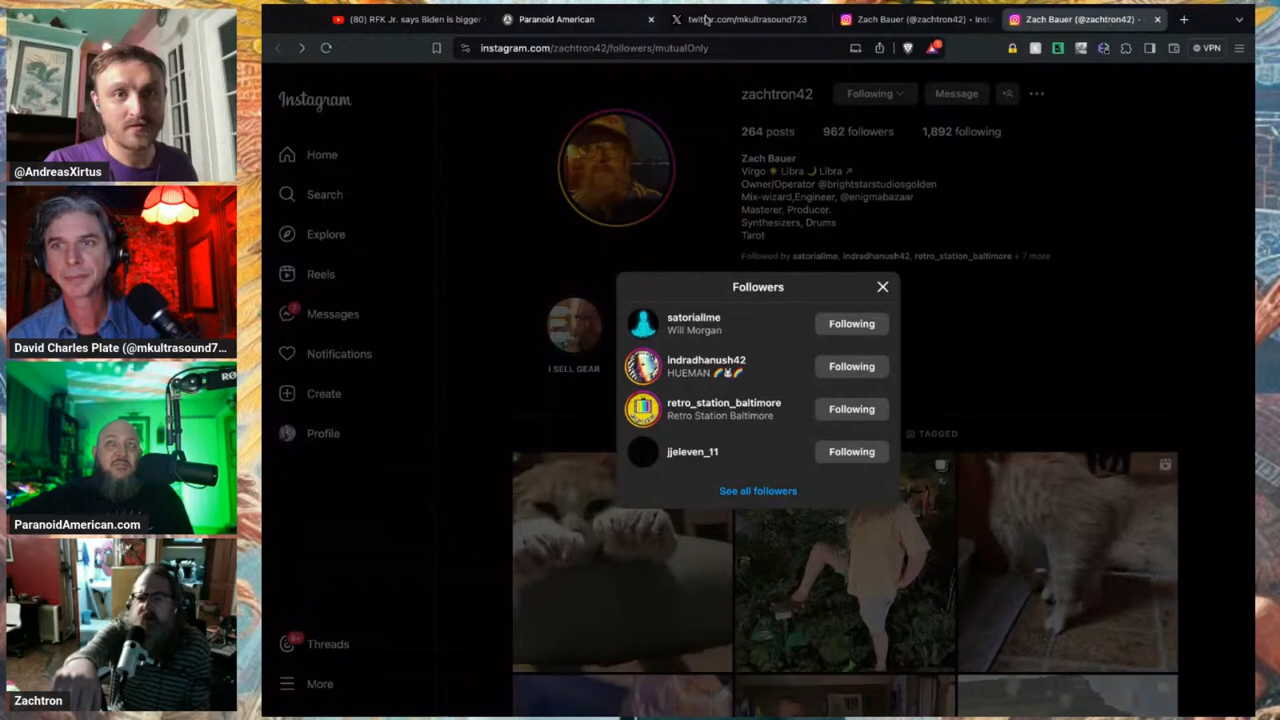 (80) RFK Jr. says Biden is bigger
Paranoid American
twitter.com/mkultrasound723
Zach Bauer (@zachtron42) • Inst
Zach Bauer (@zachtron42) •
instagram.com/zachtron42/followers/mutualOnly
VPN
Instagram
Home
Search
Explore
Reels
7
Messages
Notifications
Create
Profile
9+
Threads
More
zachtron42
Following
Message
264 posts
962 followers
1,892 following
Zach Bauer
Virgo ☀️ Libra 🌙 Libra ↗
Owner/Operator @brightstarstudiosgolden
Mix-wizard,Engineer, @enigmabazaar
Masterer, Producer.
Synthesizers, Drums
Tarot
Followed by satoriallme, indradhanush42, retro_station_baltimore + 7 more
I SELL GEAR
TAGGED
Followers
satoriallme
Will Morgan
Following
indradhanush42
HUEMAN 🌈🐰🌈
Following
retro_station_baltimore
Retro Station Baltimore
Following
jjeleven_11
Following
See all followers
@AndreasXirtus
David Charles Plate (@mkultrasound7...
ParanoidAmerican.com
Zachtron